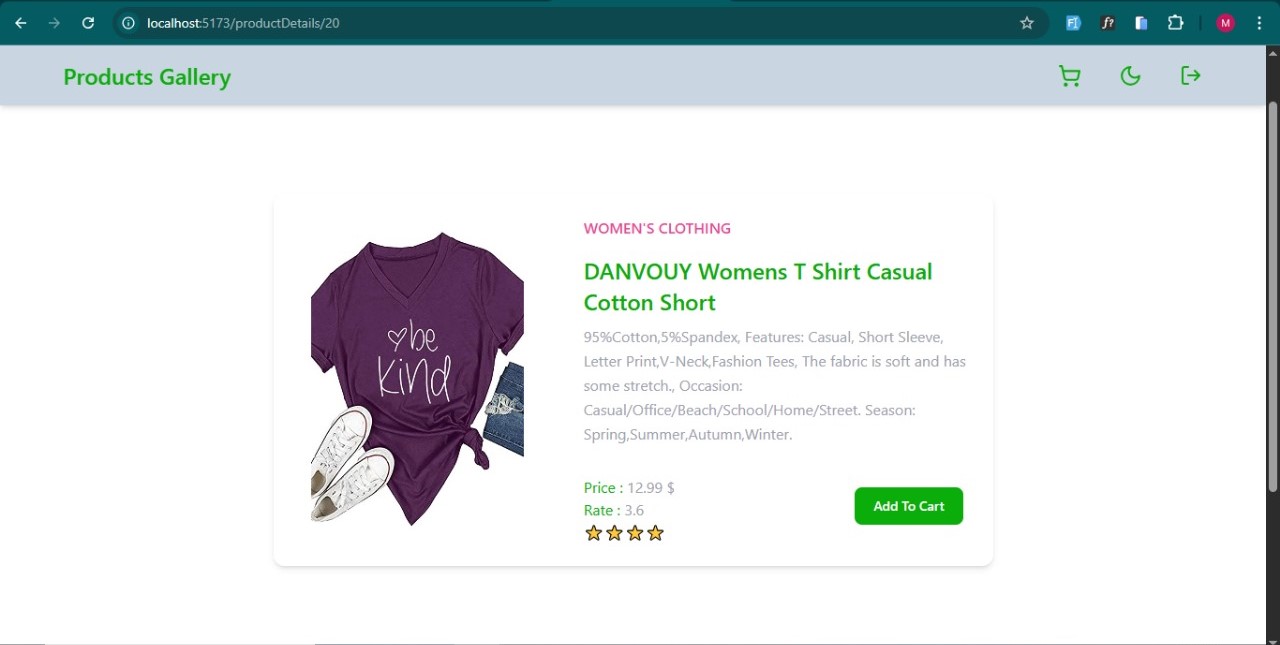 localhost:5173/productDetails/20
M
Products Gallery
WOMEN'S CLOTHING
DANVOUY Womens T Shirt Casual
Cotton Short
95%Cotton,5%Spandex, Features: Casual, Short Sleeve,
Letter Print,V-Neck,Fashion Tees, The fabric is soft and has
some stretch., Occasion:
Casual/Office/Beach/School/Home/Street. Season:
Spring,Summer,Autumn,Winter.
be
kind
Price : 12.99 $
Rate : 3.6
Add To Cart